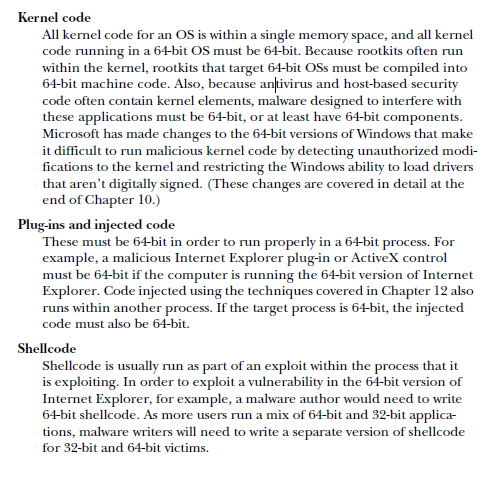 Kernel code
All kernel code for an OS is within a single memory space, and all kernel
code running in a 64-bit OS must be 64-bit. Because rootkits often run
within the kernel, rootkits that target 64-bit OSs must be compiled into
64-bit machine code. Also, because antivirus and host-based security
code often contain kernel elements, malware designed to interfere with
these applications must be 64-bit, or at least have 64-bit components.
Microsoft has made changes to the 64-bit versions of Windows that make
it difficult to run malicious kernel code by detecting unauthorized modi-
fications to the kernel and restricting the Windows ability to load drivers
that aren't digitally signed. (These changes are covered in detail at the
end of Chapter 10.)
Plug-ins and injected code
These must be 64-bit in order to run properly in a 64-bit process. For
example, a malicious Internet Explorer plug-in or ActiveX control
must be 64-bit if the computer is running the 64-bit version of Internet
Explorer. Code injected using the techniques covered in Chapter 12 also
runs within another process. If the target process is 64-bit, the injected
code must also be 64-bit.
Shellcode
Shellcode is usually run as part of an exploit within the process that it
is exploiting. In order to exploit a vulnerability in the 64-bit version of
Internet Explorer, for example, a malware author would need to write
64-bit shellcode. As more users run a mix of 64-bit and 32-bit applica-
tions, malware writers will need to write a separate version of shellcode
for 32-bit and 64-bit victims.